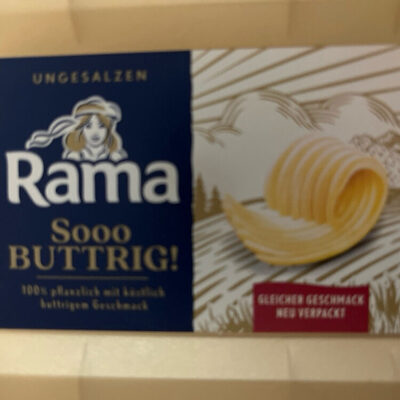 UNGESALZEN
Rama
Sooo
BUTTRIG!
100% pflanzlich mit köstlich
buttrigem Geschmack
GLEICHER GESCHMACK
NEU VERPACKT